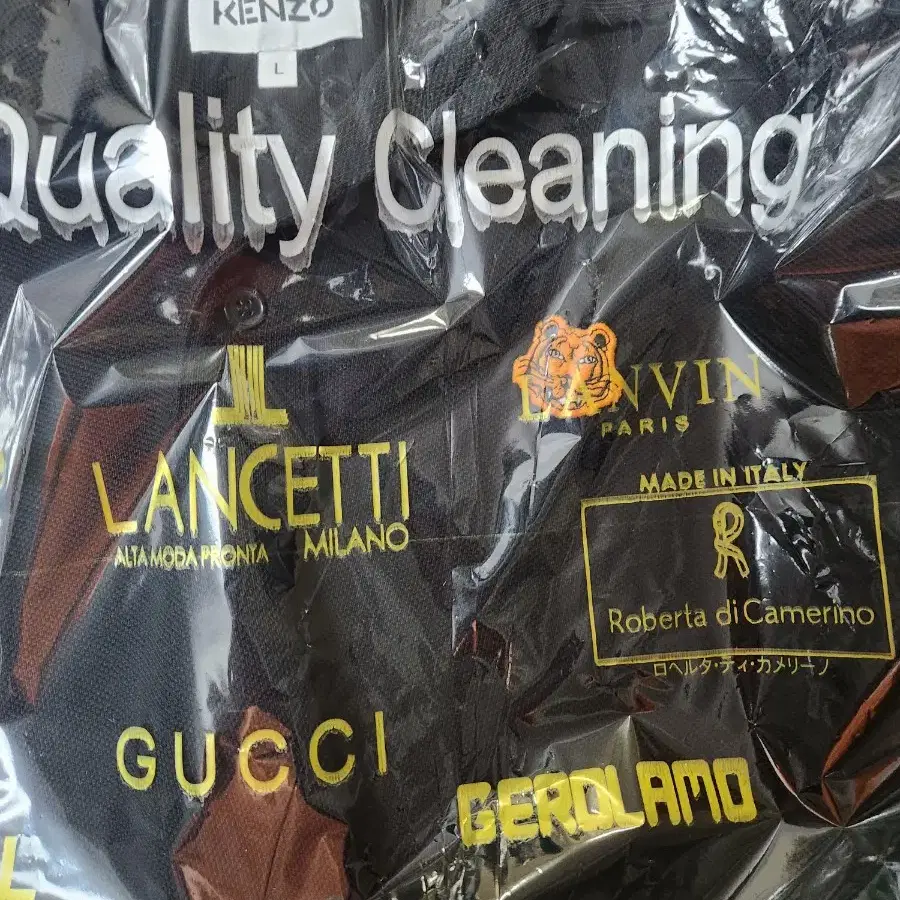 KENZO
L
Quality Cleaning
LANVIN
PARIS
LANCETTI
ALTA MODA PRONTA MILANO
MADE IN ITALY
R
Roberta di Camerino
ロベルタ・ディ・カメリーノ
GUCCI
GEROLAMO
L